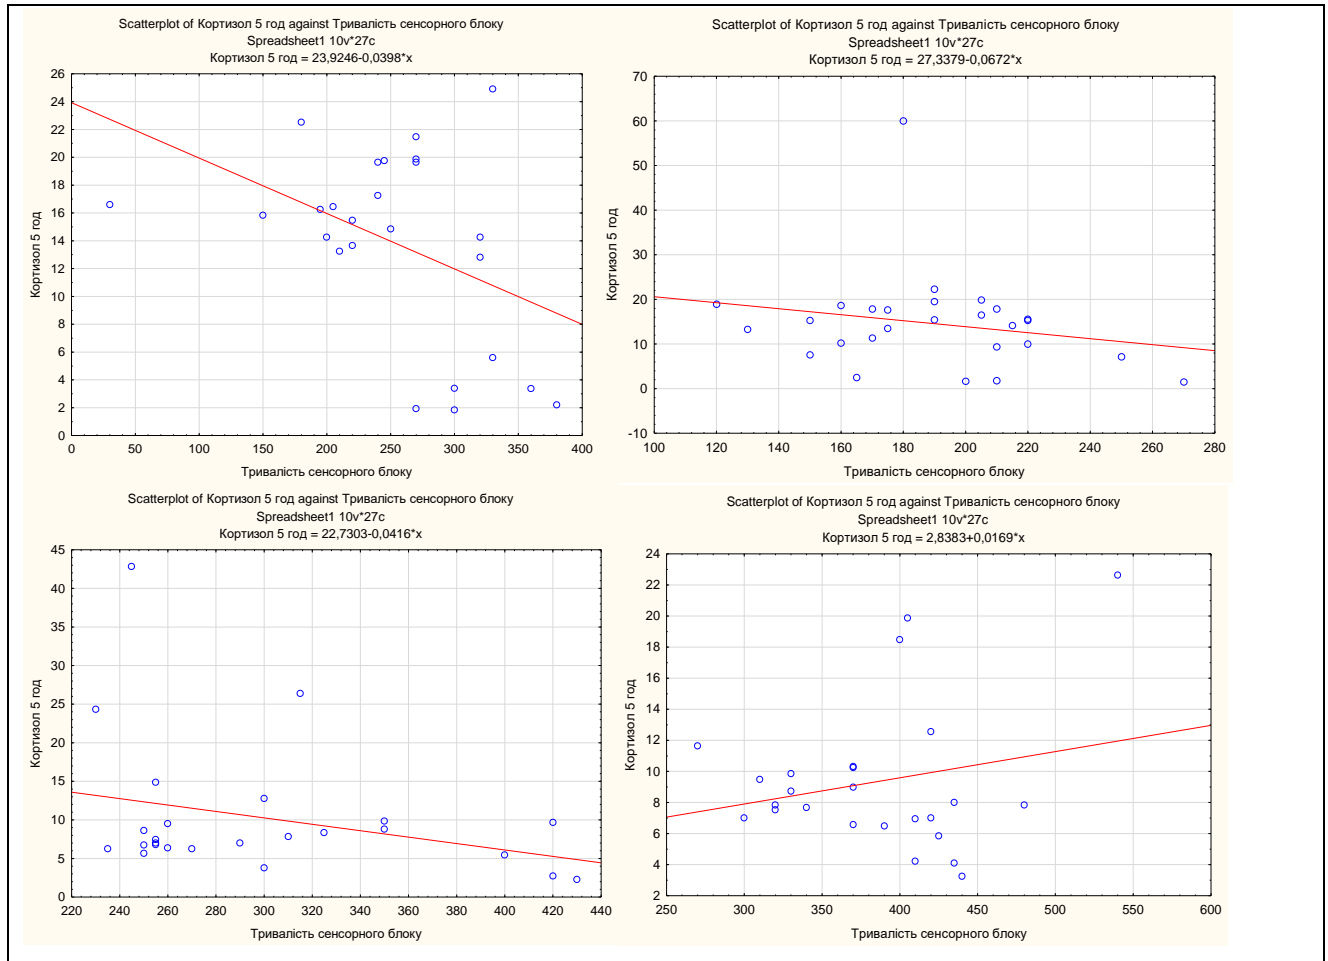 Scatterplot of Кортизол 5 год against Тривалість сенсорного блоку
Spreadsheet1 10v*27c
Кортизол 5 год = 23,9246-0,0398*x
26
24
22
20
18
16
14
12
10
8
6
4
2
0
0 50 100 150 200 250 300 350 400
Кортизол 5 год
Тривалість сенсорного блоку
Scatterplot of Кортизол 5 год against Тривалість сенсорного блоку
Spreadsheet1 10v*27c
Кортизол 5 год = 27,3379-0,0672*x
70
60
50
40
30
20
10
0
-10
100 120 140 160 180 200 220 240 260 280
Кортизол 5 год
Тривалість сенсорного блоку
Scatterplot of Кортизол 5 год against Тривалість сенсорного блоку
Spreadsheet1 10v*27c
Кортизол 5 год = 22,7303-0,0416*x
45
40
35
30
25
20
15
10
5
0
220 240 260 280 300 320 340 360 380 400 420 440
Кортизол 5 год
Тривалість сенсорного блоку
Scatterplot of Кортизол 5 год against Тривалість сенсорного блоку
Spreadsheet1 10v*27c
Кортизол 5 год = 2,8383+0,0169*x
24
22
20
18
16
14
12
10
8
6
4
2
250 300 350 400 450 500 550 600
Кортизол 5 год
Тривалість сенсорного блоку